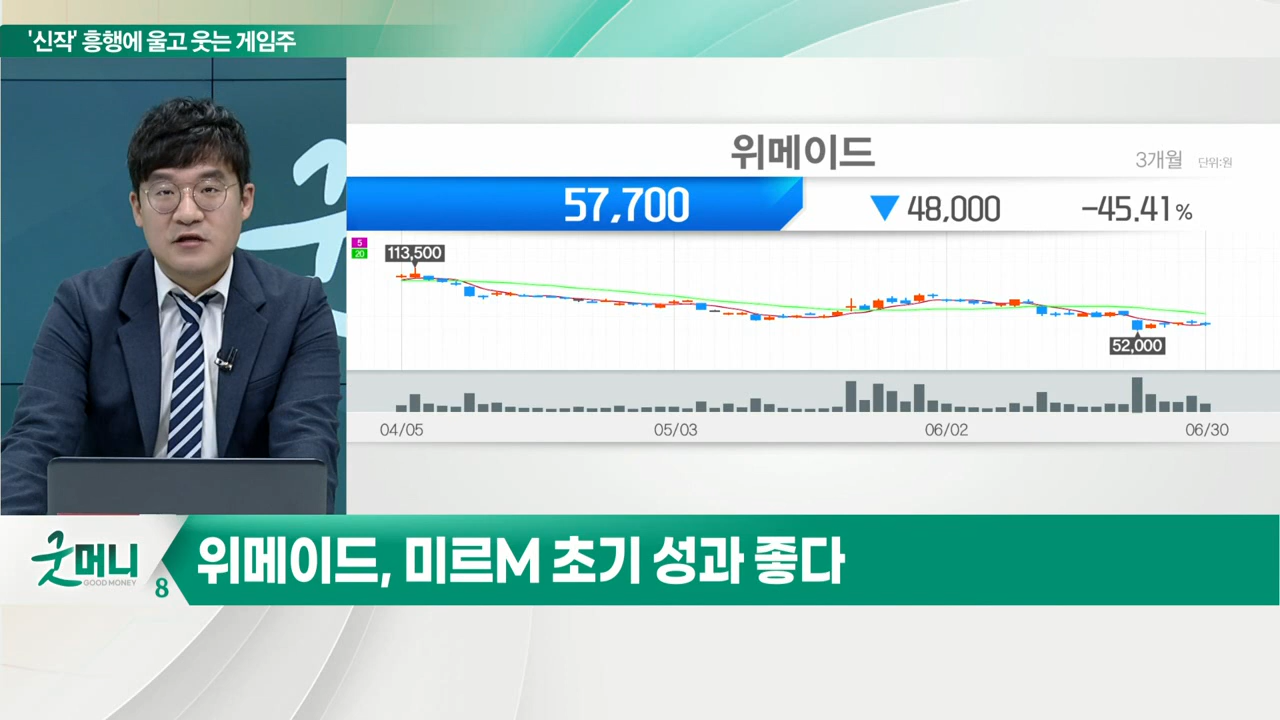 '신작' 흥행에 울고 웃는 게임주
위메이드
3개월 단위:원
57,700 ▼ 48,000 -45.41%
5
20
113,500
52,000
04/05 05/03 06/02 06/30
굿머니
GOOD MONEY
8
위메이드, 미르M 초기 성과 좋다